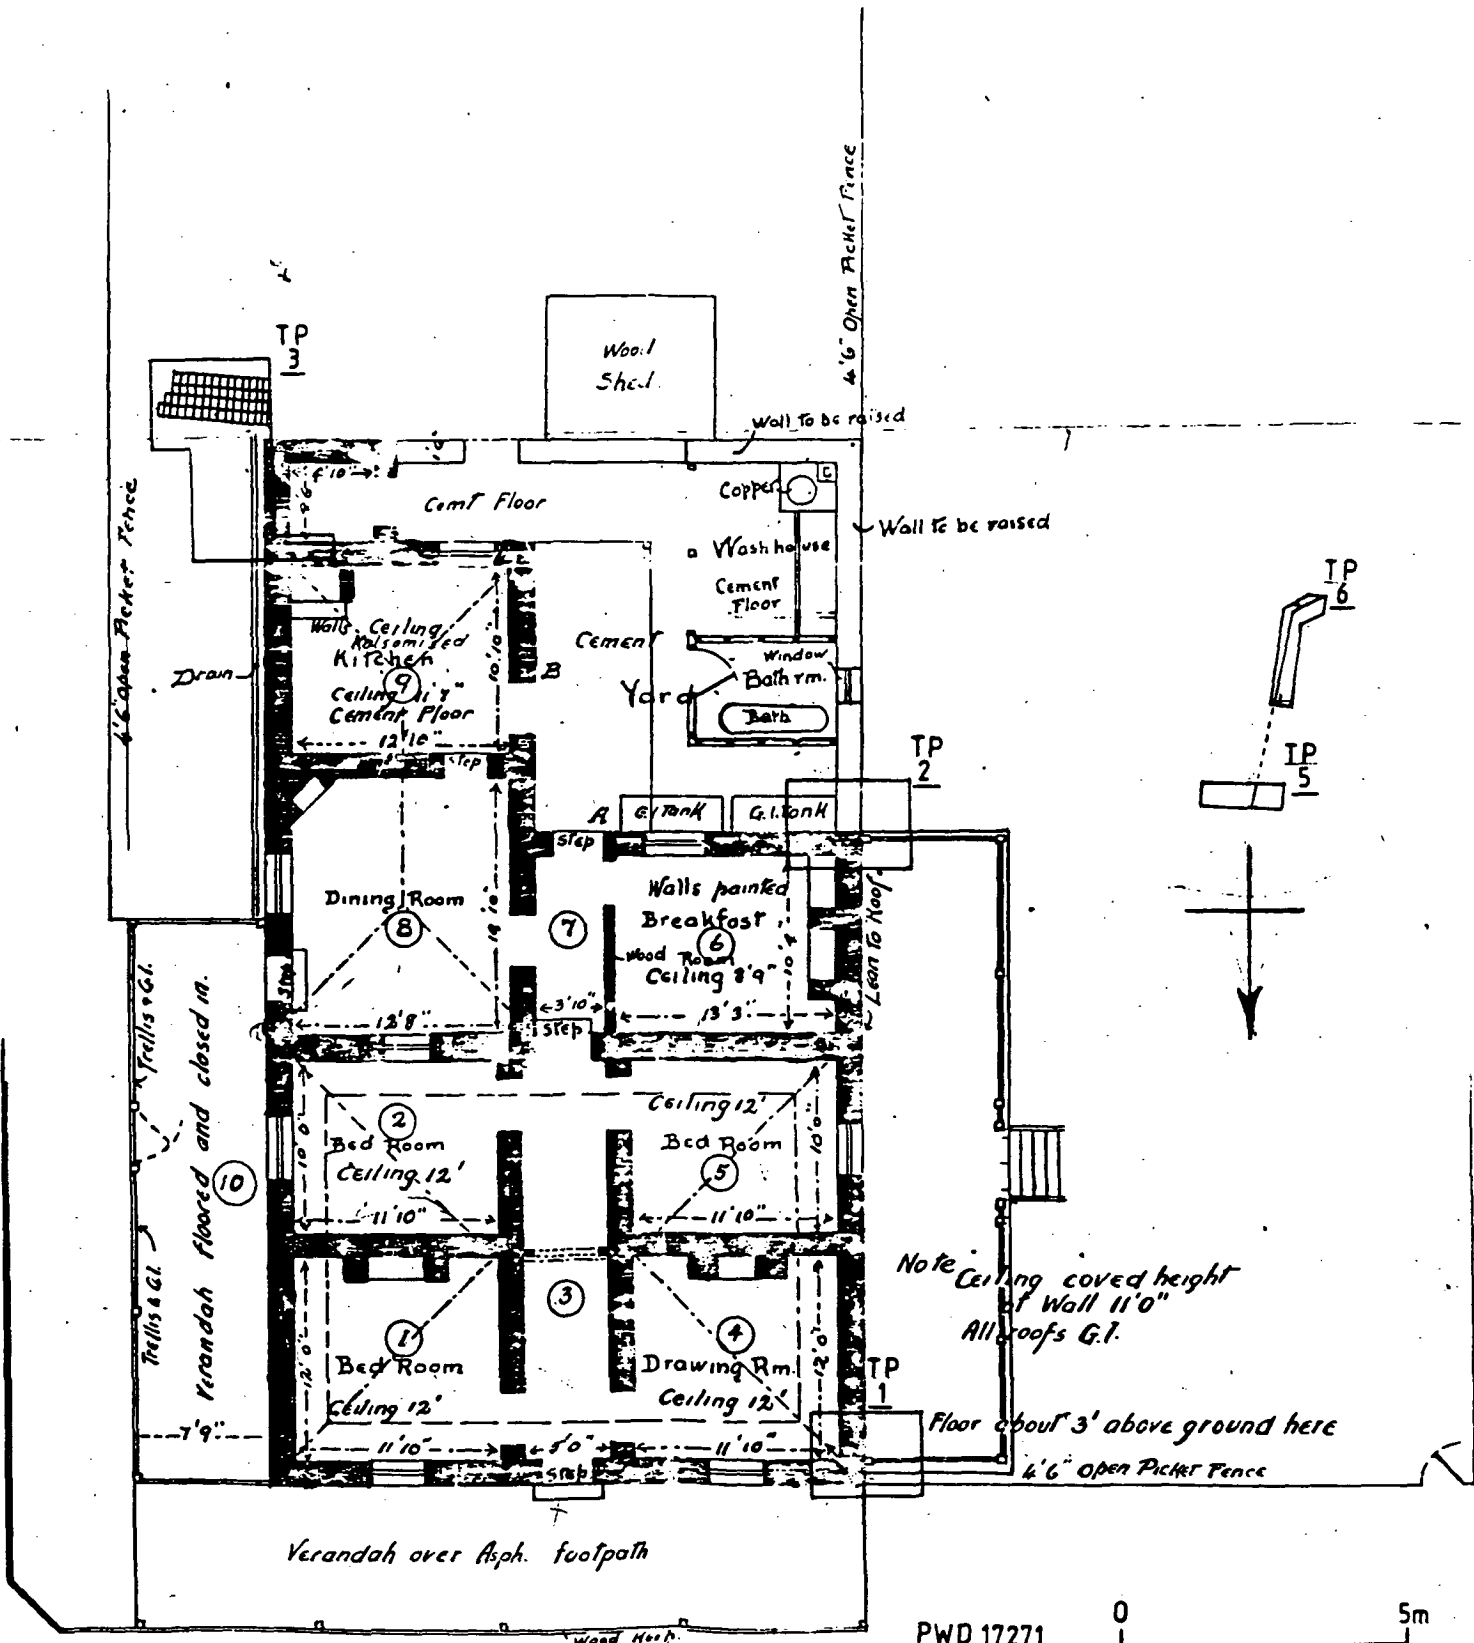 4'6" Open Picket Fence
TP
3
Wood
Shed
Wall to be raised
4'10"
Cemt Floor
Copper
C
Wall to be raised
Wash house
Cement
Floor
4'6" Open Picket Fence
Drain
Walls
Ceiling
Kalsomined
Kitchen
9
Ceiling 11'7"
Cement Floor
12'10"
10'10"
Step
B
Cement
Yard
Window
Bath rm.
Bath
TP
6
TP
5
TP
2
A
G.I. Tank
G.I. Tank
Step
Dining Room
8
14'10"
12'8"
Step
7
3'10"
Step
Walls painted
Breakfast
6
Wood
Room
Ceiling 8'9"
10'4"
13'3"
Lean To Roof
Trellis & G.I.
Verandah floored and closed in.
10
Trellis & G.I.
7'9"
2
Bed Room
Ceiling 12'
10'0"
11'10"
Ceiling 12'
Bed Room
5
10'0"
11'10"
3
1
Bed Room
Ceiling 12'
12'0"
11'10"
5'0"
Step
4
Drawing Rm.
Ceiling 12'
12'0"
11'10"
TP
1
Note Ceiling coved height
of Wall 11'0"
All roofs G.I.
Floor about 3' above ground here
4'6" Open Picket Fence
Verandah over Asph. footpath
PWD 17271
0
5m